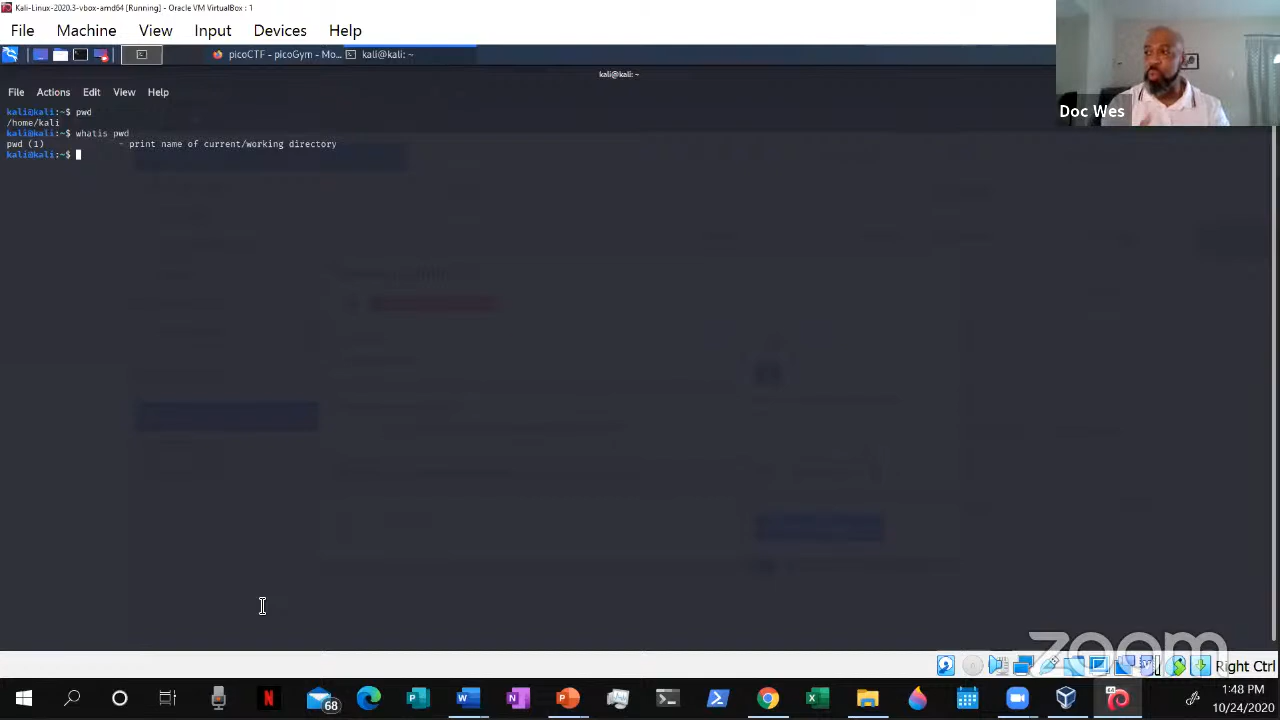 Kali-Linux-2020.3-vbox-amd64 [Running] - Oracle VM VirtualBox : 1
File Machine View Input Devices Help
picoCTF - picoGym - Mo... kali@kali: ~
kali@kali: ~
File Actions Edit View Help
Doc Wes
kali@kali:~$ pwd
/home/kali
kali@kali:~$ whatis pwd
pwd (1) - print name of current/working directory
kali@kali:~$
zoom
Right Ctrl
68
1:48 PM
10/24/2020